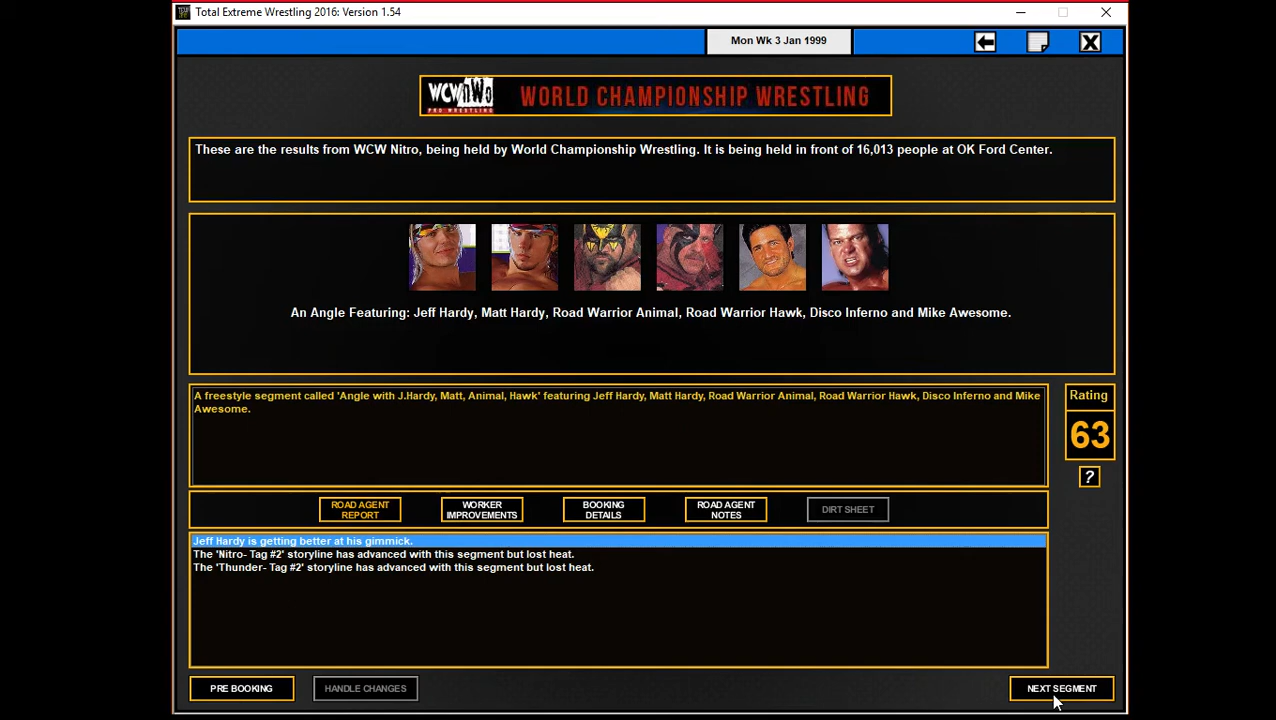 Total Extreme Wrestling 2016: Version 1.54
Mon Wk 3 Jan 1999
WCW nWo
PRO WRESTLING
WORLD CHAMPIONSHIP WRESTLING
These are the results from WCW Nitro, being held by World Championship Wrestling. It is being held in front of 16,013 people at OK Ford Center.
An Angle Featuring: Jeff Hardy, Matt Hardy, Road Warrior Animal, Road Warrior Hawk, Disco Inferno and Mike Awesome.
A freestyle segment called 'Angle with J.Hardy, Matt, Animal, Hawk' featuring Jeff Hardy, Matt Hardy, Road Warrior Animal, Road Warrior Hawk, Disco Inferno and Mike
Awesome.
Rating
63
?
ROAD AGENT
REPORT
WORKER
IMPROVEMENTS
BOOKING
DETAILS
ROAD AGENT
NOTES
DIRT SHEET
Jeff Hardy is getting better at his gimmick.
The 'Nitro- Tag #2' storyline has advanced with this segment but lost heat.
The 'Thunder- Tag #2' storyline has advanced with this segment but lost heat.
PRE BOOKING
HANDLE CHANGES
NEXT SEGMENT